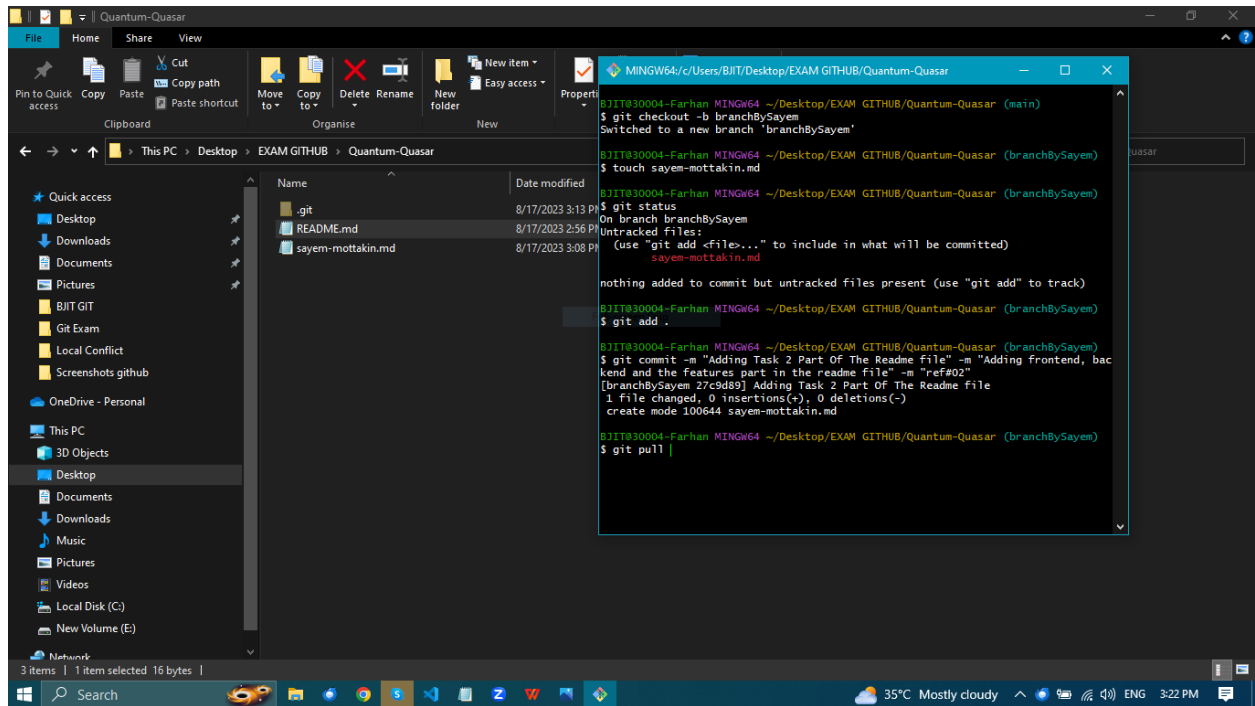 Quantum-Quasar
File Home Share View
Pin to Quick access
Copy
Paste
Cut
Copy path
Paste shortcut
Clipboard
Move to
Copy to
Delete
Rename
Organise
New folder
New item
Easy access
New
Properti
This PC > Desktop > EXAM GITHUB > Quantum-Quasar
uasar
Quick access
Desktop
Downloads
Documents
Pictures
BJIT GIT
Git Exam
Local Conflict
Screenshots github
OneDrive - Personal
This PC
3D Objects
Desktop
Documents
Downloads
Music
Pictures
Videos
Local Disk (C:)
New Volume (E:)
Network
Name Date modified
.git 8/17/2023 3:13 PM
README.md 8/17/2023 2:56 PM
sayem-mottakin.md 8/17/2023 3:08 PM
MINGW64:/c/Users/BJIT/Desktop/EXAM GITHUB/Quantum-Quasar
BJIT@30004-Farhan MINGW64 ~/Desktop/EXAM GITHUB/Quantum-Quasar (main)
$ git checkout -b branchBySayem
Switched to a new branch 'branchBySayem'
BJIT@30004-Farhan MINGW64 ~/Desktop/EXAM GITHUB/Quantum-Quasar (branchBySayem)
$ touch sayem-mottakin.md
BJIT@30004-Farhan MINGW64 ~/Desktop/EXAM GITHUB/Quantum-Quasar (branchBySayem)
$ git status
On branch branchBySayem
Untracked files:
(use "git add <file>..." to include in what will be committed)
sayem-mottakin.md
nothing added to commit but untracked files present (use "git add" to track)
BJIT@30004-Farhan MINGW64 ~/Desktop/EXAM GITHUB/Quantum-Quasar (branchBySayem)
$ git add .
BJIT@30004-Farhan MINGW64 ~/Desktop/EXAM GITHUB/Quantum-Quasar (branchBySayem)
$ git commit -m "Adding Task 2 Part Of The Readme file" -m "Adding frontend, bac
kend and the features part in the readme file" -m "ref#02"
[branchBySayem 27c9d89] Adding Task 2 Part Of The Readme file
1 file changed, 0 insertions(+), 0 deletions(-)
create mode 100644 sayem-mottakin.md
BJIT@30004-Farhan MINGW64 ~/Desktop/EXAM GITHUB/Quantum-Quasar (branchBySayem)
$ git pull
3 items | 1 item selected 16 bytes |
Search
35°C Mostly cloudy
ENG 3:22 PM